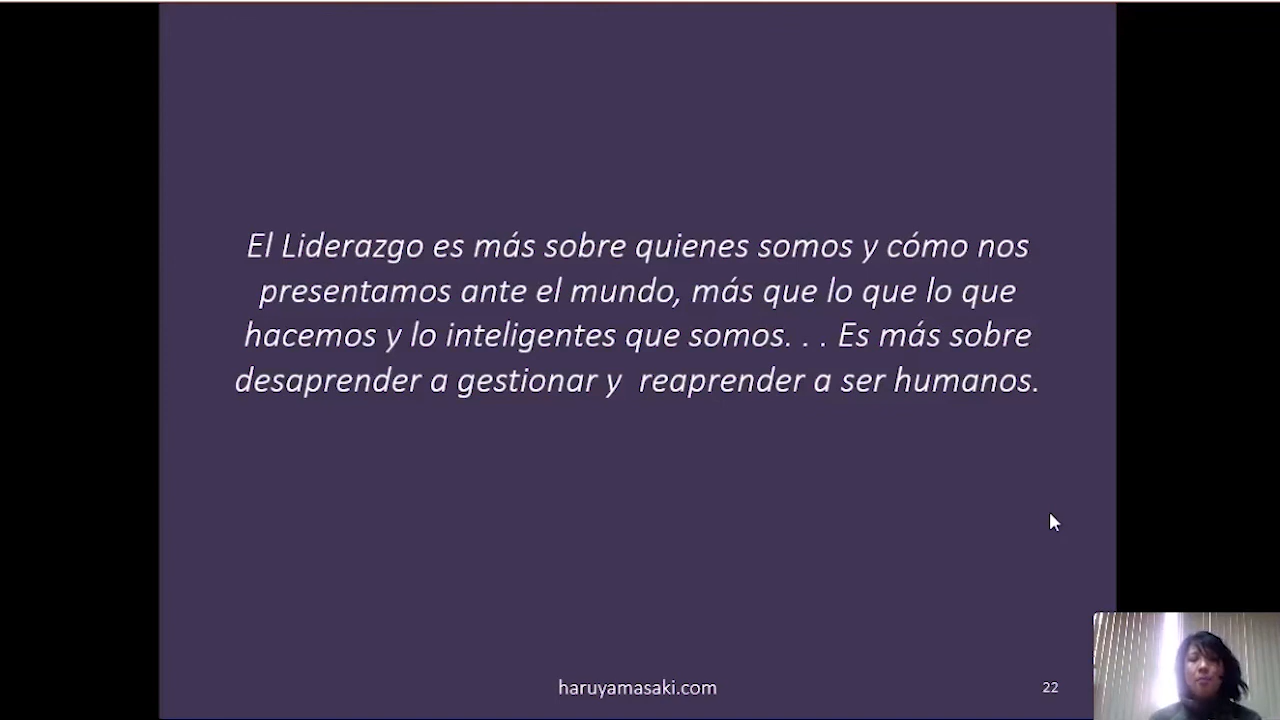 El Liderazgo es más sobre quienes somos y cómo nos
presentamos ante el mundo, más que lo que lo que
hacemos y lo inteligentes que somos. . . Es más sobre
desaprender a gestionar y  reaprender a ser humanos.
haruyamasaki.com
22